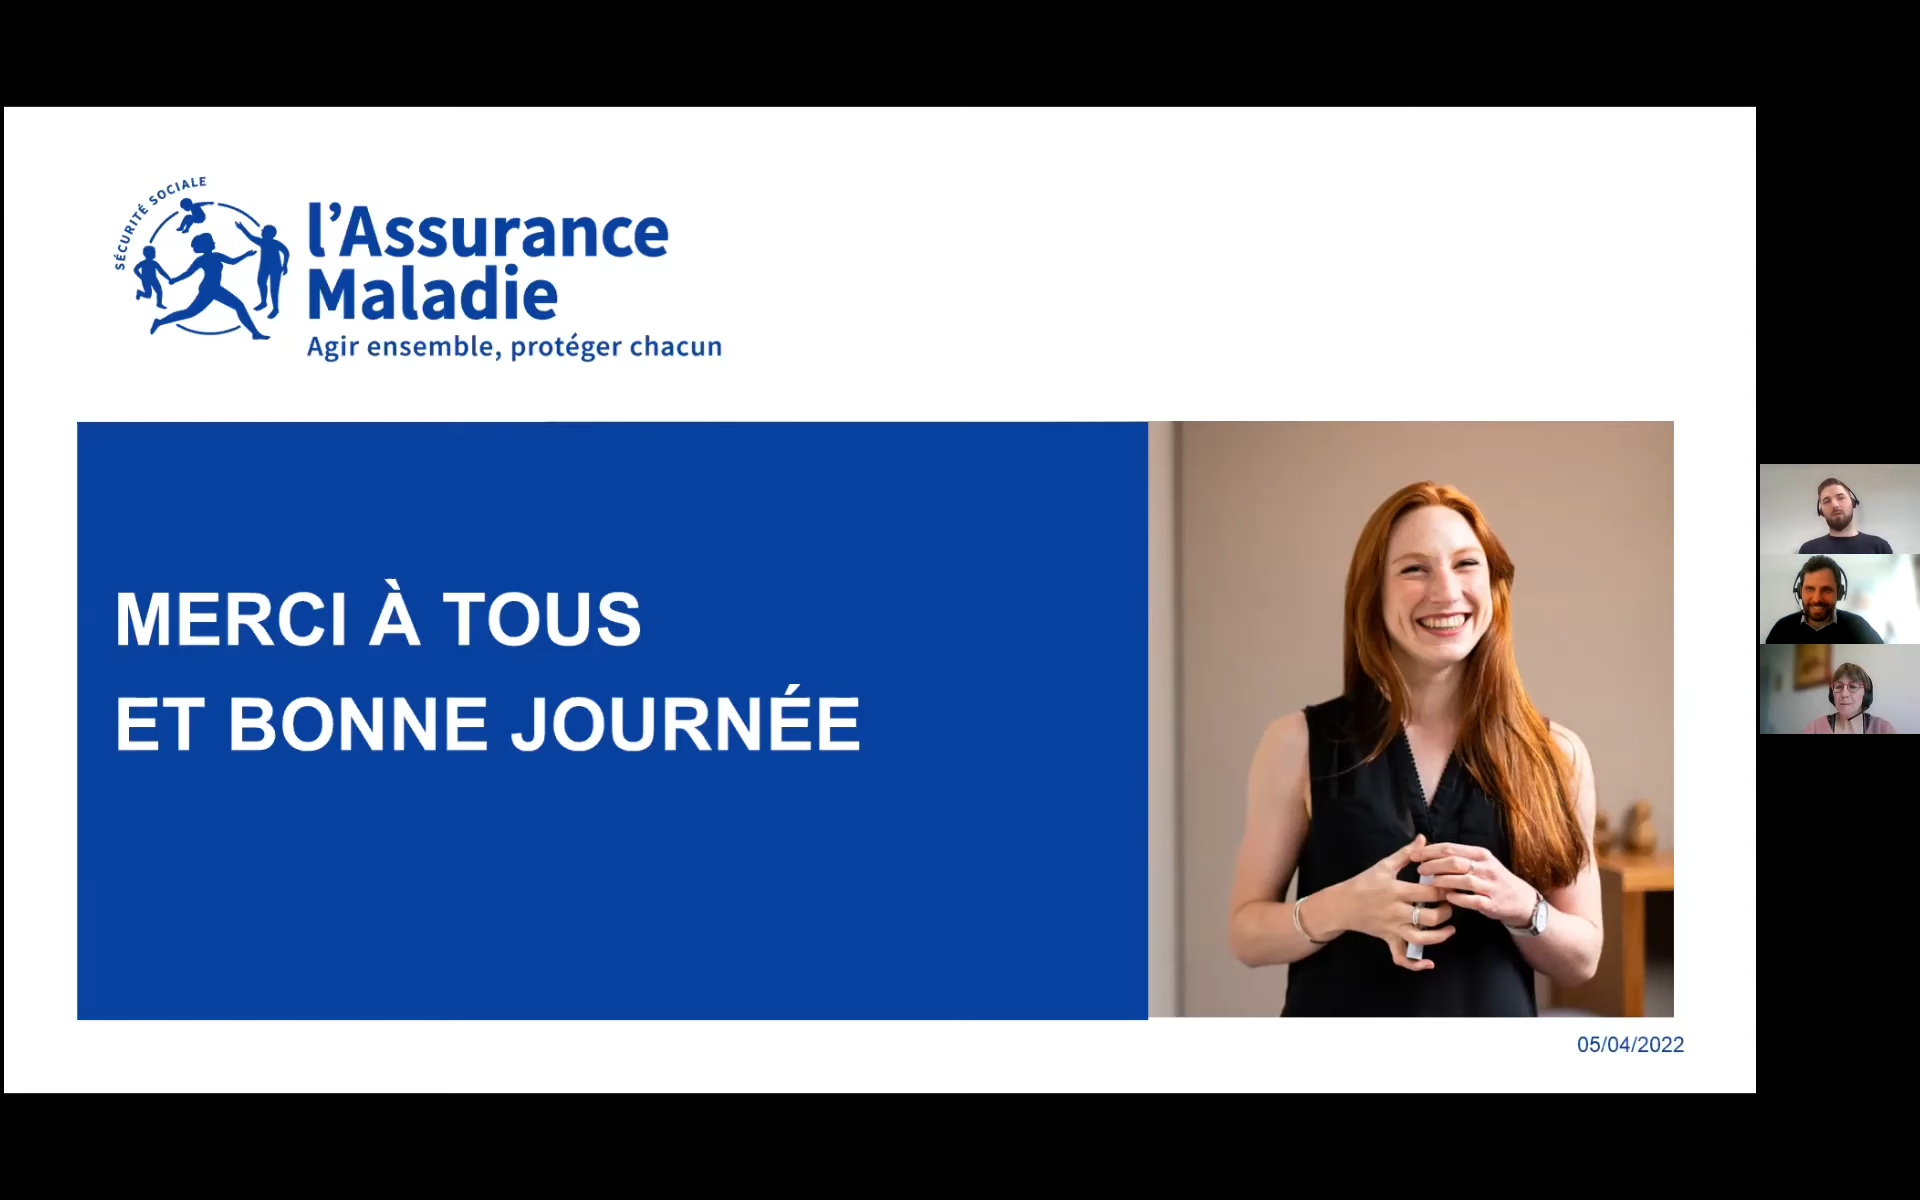 SÉCURITÉ SOCIALE
l'Assurance
Maladie
Agir ensemble, protéger chacun
MERCI À TOUS
ET BONNE JOURNÉE
05/04/2022